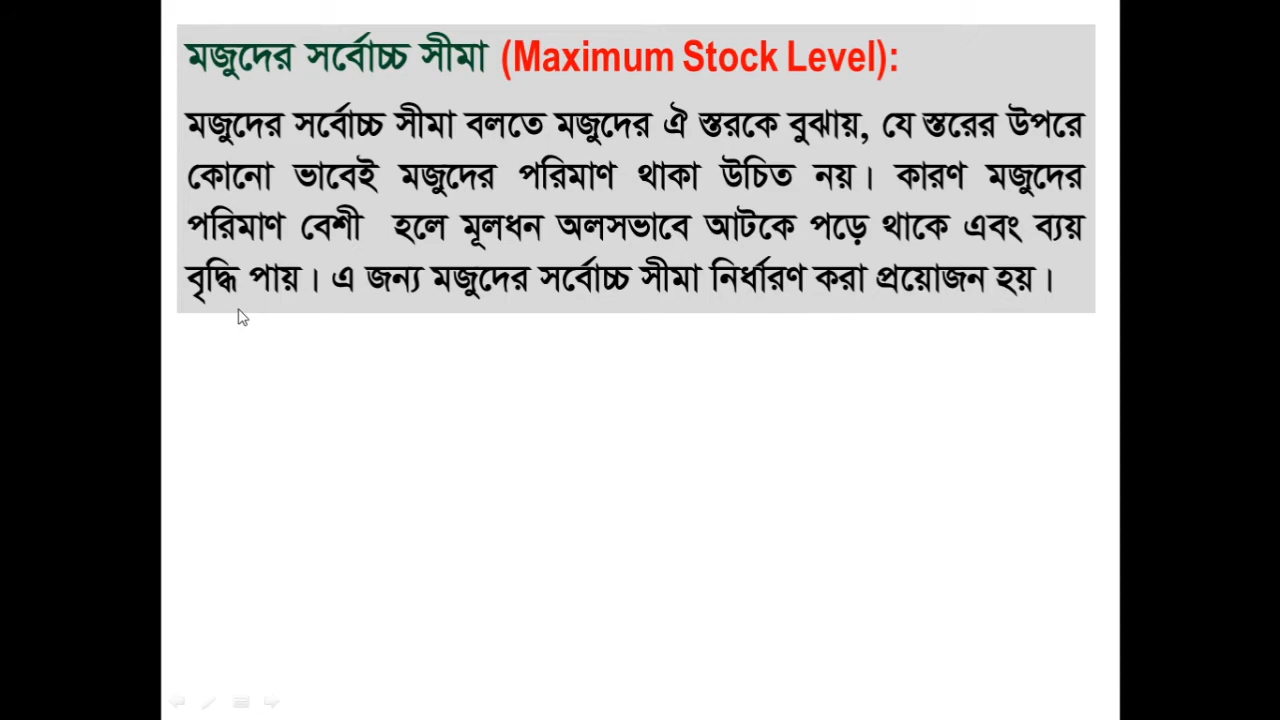 মজুদের সর্বোচ্চ সীমা (Maximum Stock Level):
মজুদের সর্বোচ্চ সীমা বলতে মজুদের ঐ স্তরকে বুঝায়, যে স্তরের উপরে
কোনো ভাবেই মজুদের পরিমাণ থাকা উচিত নয়। কারণ মজুদের
পরিমাণ বেশী হলে মূলধন অলসভাবে আটকে পড়ে থাকে এবং ব্যয়
বৃদ্ধি পায়। এ জন্য মজুদের সর্বোচ্চ সীমা নির্ধারণ করা প্রয়োজন হয়।